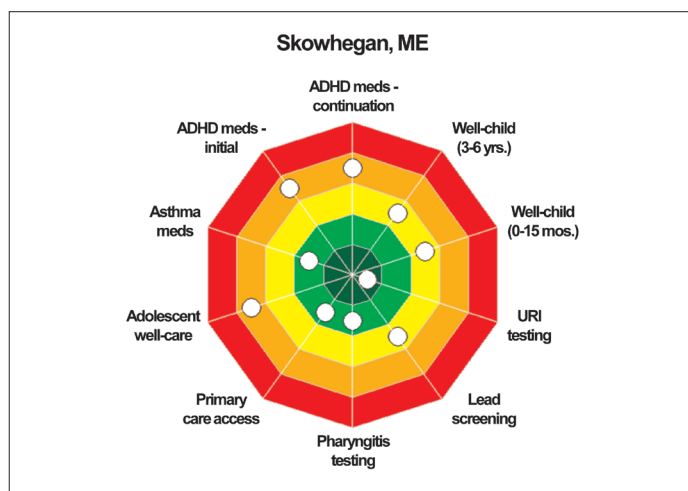 Skowhegan, ME
ADHD meds -
continuation
ADHD meds -
initial
Well-child
(3-6 yrs.)
Asthma
meds
Well-child
(0-15 mos.)
Adolescent
well-care
URI
testing
Primary
care access
Lead
screening
Pharyngitis
testing